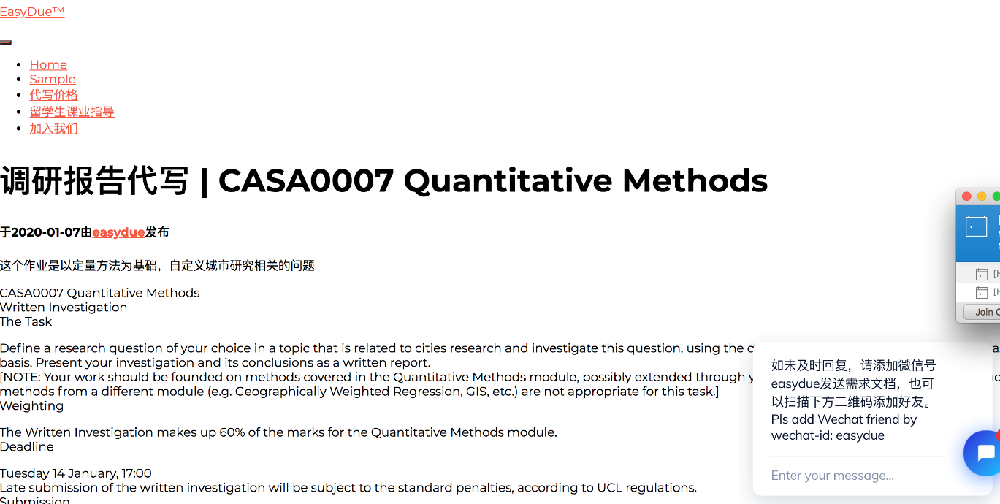 EasyDue™
Home
Sample
代写价格
留学生课业指导
加入我们
调研报告代写 | CASA0007 Quantitative Methods
于2020-01-07由easydue发布
这个作业是以定量方法为基础，自定义城市研究相关的问题
CASA0007 Quantitative Methods
Written Investigation
The Task
Define a research question of your choice in a topic that is related to cities research and investigate this question, using the
basis. Present your investigation and its conclusions as a written report.
[NOTE: Your work should be founded on methods covered in the Quantitative Methods module, possibly extended through
methods from a different module (e.g. Geographically Weighted Regression, GIS, etc.) are not appropriate for this task.]
Weighting
The Written Investigation makes up 60% of the marks for the Quantitative Methods module.
Deadline
Tuesday 14 January, 17:00
Late submission of the written investigation will be subject to the standard penalties, according to UCL regulations.
Submission
Join
如未及时回复，请添加微信号
easydue发送需求文档，也可
以扫描下方二维码添加好友。
Pls add Wechat friend by
wechat-id: easydue
Enter your message...